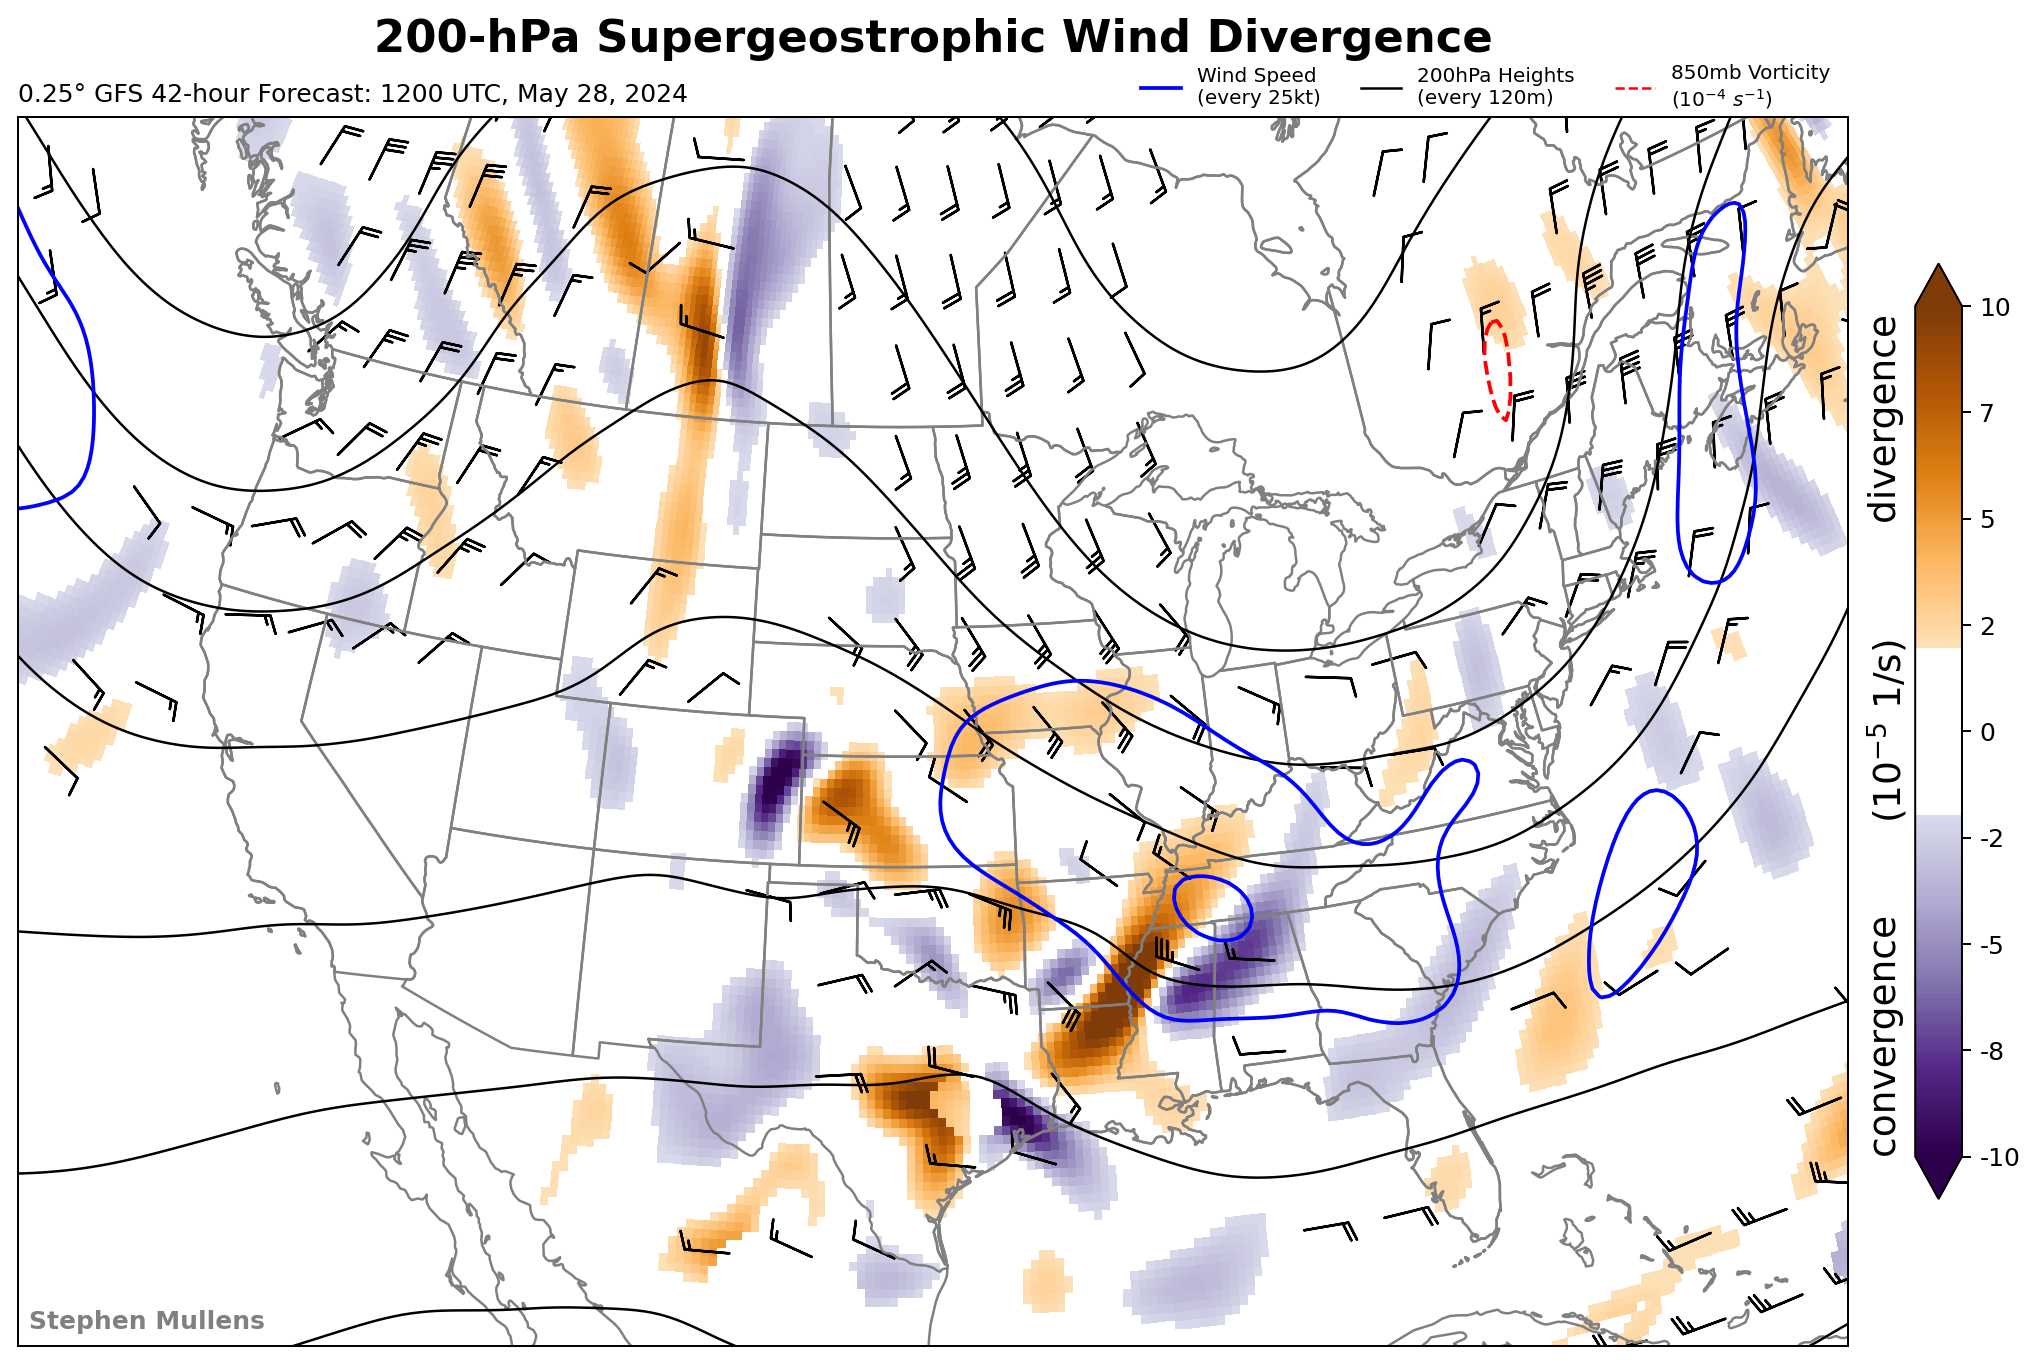 200-hPa Supergeostrophic Wind Divergence
0.25° GFS 42-hour Forecast: 1200 UTC, May 28, 2024
Wind Speed
(every 25kt)
200hPa Heights
(every 120m)
850mb Vorticity
(10⁻⁴ s⁻¹)
10
7
5
2
0
-2
-5
-8
-10
convergence (10⁻⁵ 1/s) divergence
Stephen Mullens